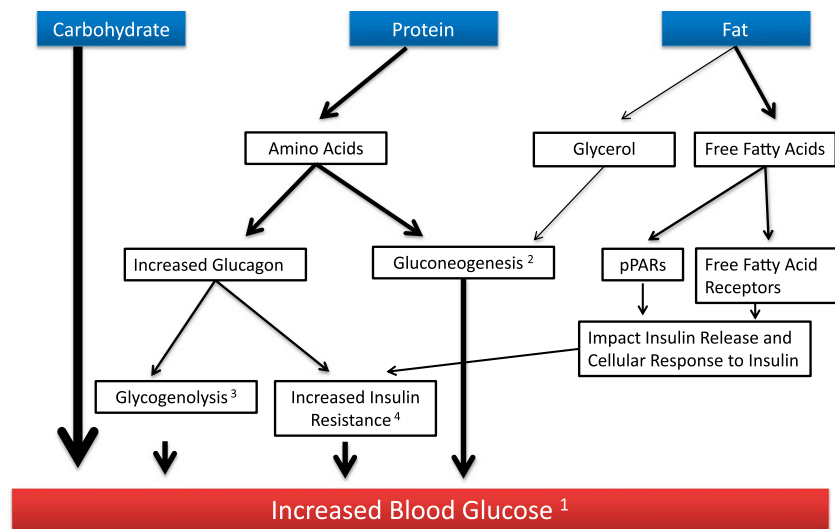 Carbohydrate
Protein
Fat
Amino Acids
Glycerol
Free Fatty Acids
Increased Glucagon
Gluconeogenesis 2
pPARs
Free Fatty Acid
Receptors
Impact Insulin Release and
Cellular Response to Insulin
Glycogenolysis 3
Increased Insulin
Resistance 4
Increased Blood Glucose 1